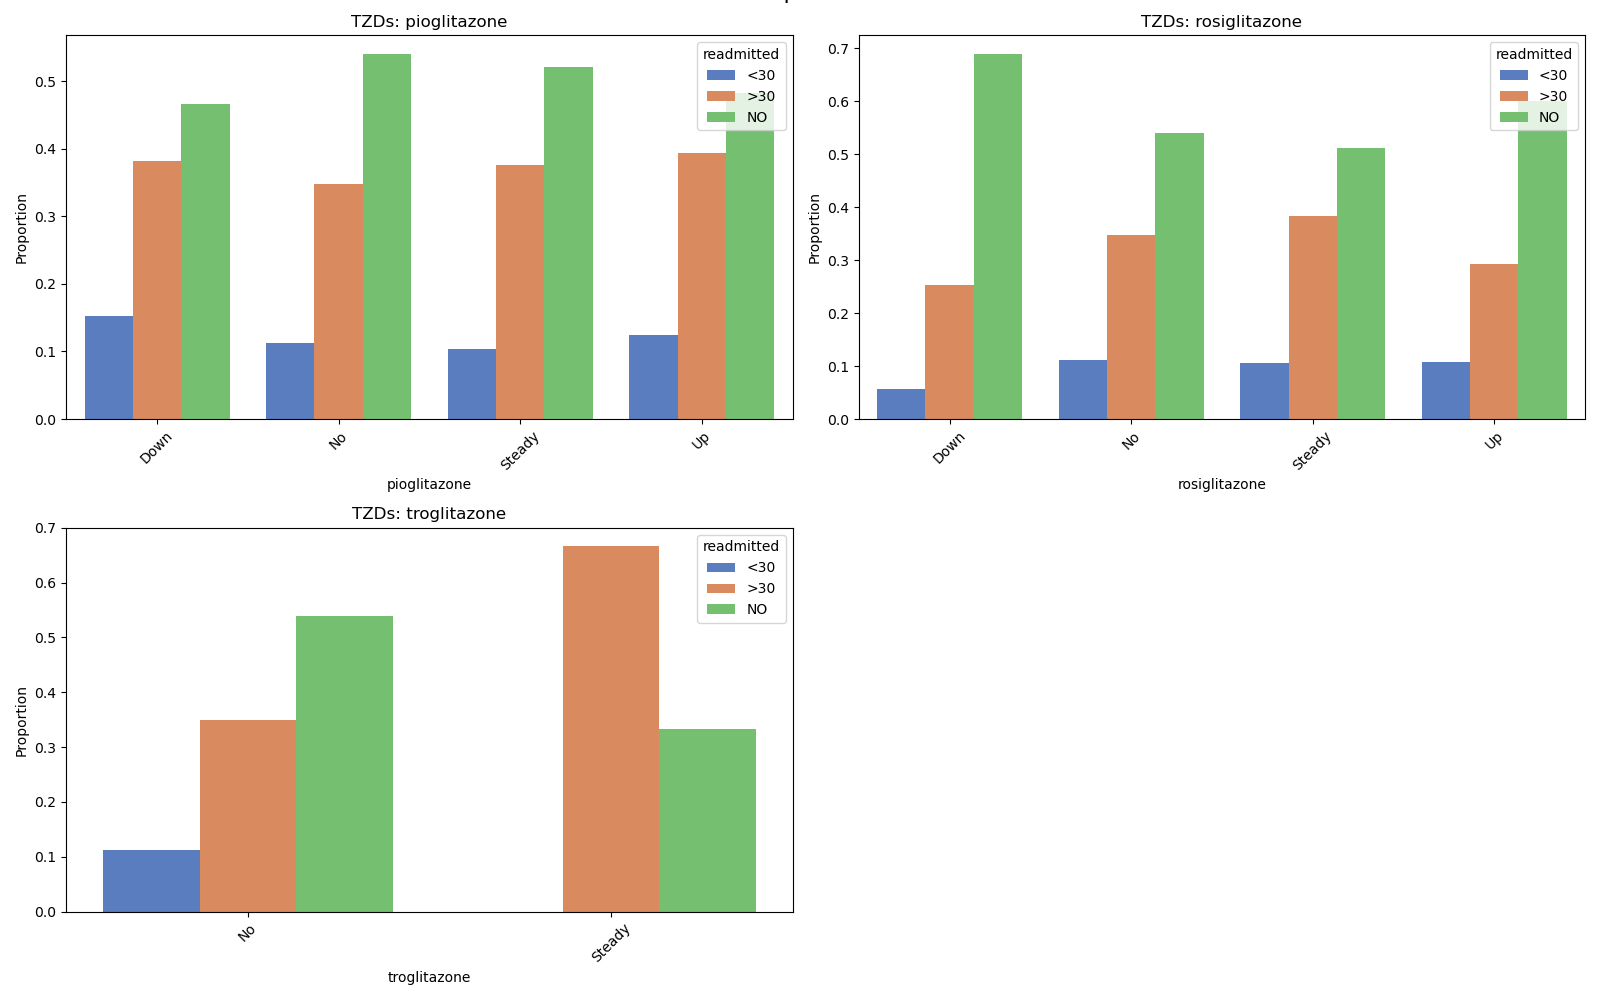 TZDs: pioglitazone
Proportion
0.5
0.4
0.3
0.2
0.1
0.0
readmitted
<30
>30
NO
Down
No
Steady
Up
pioglitazone
TZDs: rosiglitazone
Proportion
0.7
0.6
0.5
0.4
0.3
0.2
0.1
0.0
readmitted
<30
>30
NO
Down
No
Steady
Up
rosiglitazone
TZDs: troglitazone
Proportion
0.7
0.6
0.5
0.4
0.3
0.2
0.1
0.0
readmitted
<30
>30
NO
No
Steady
troglitazone